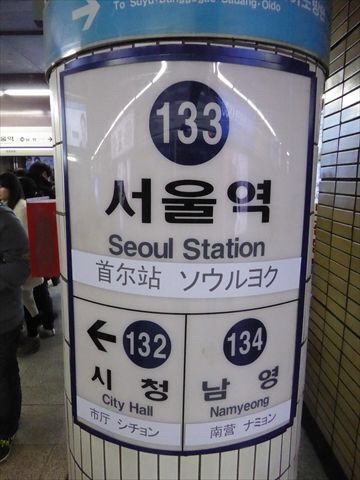 To Suyu·Danggogae Sadang·Oido
133
서울역
Seoul Station
首尔站 ソウルヨク
← 132
시청
City Hall
市厅 シチョン
134
남영
Namyeong
南营 ナミョン